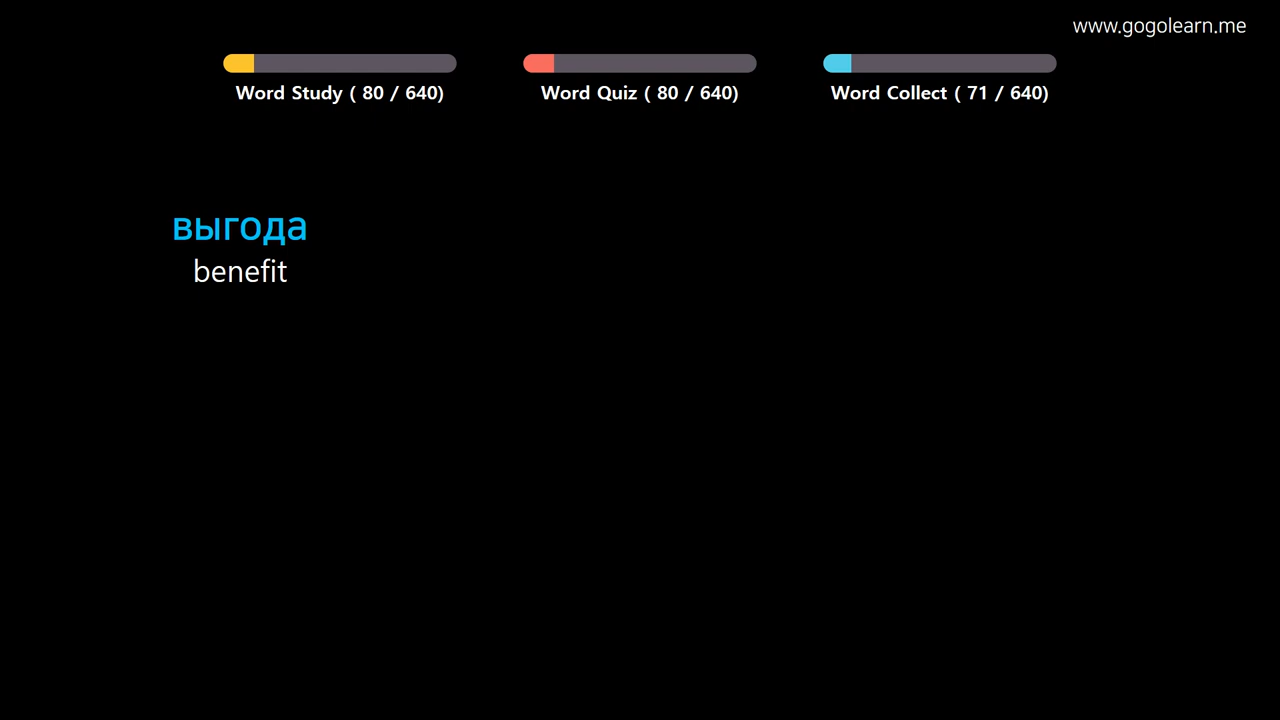 www.gogolearn.me
Word Study ( 80 / 640)
Word Quiz ( 80 / 640)
Word Collect ( 71 / 640)
выгода
benefit